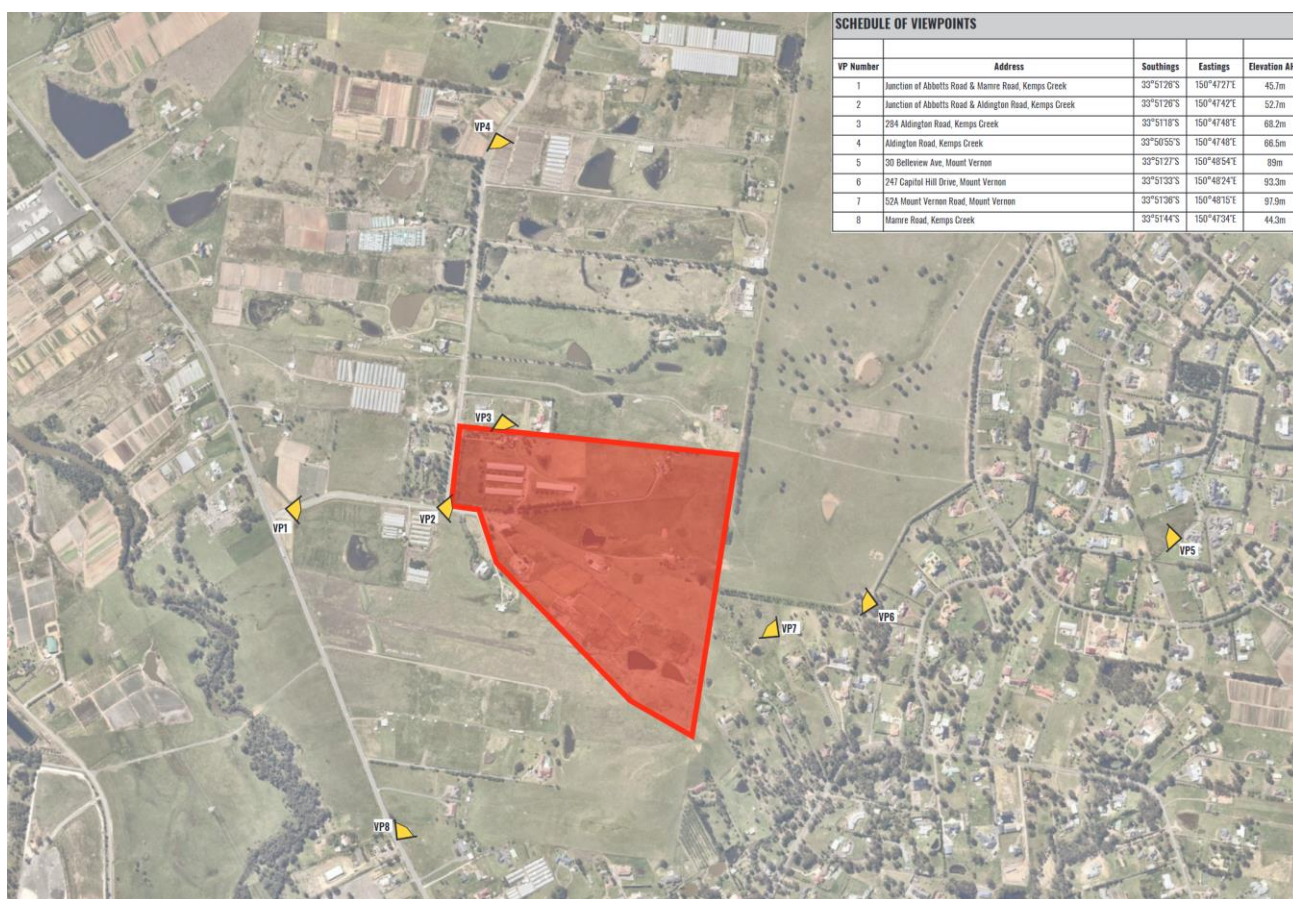 SCHEDULE OF VIEWPOINTS
VP Number Address Southings Eastings Elevation AH
1 Junction of Abbotts Road & Mamre Road, Kemps Creek 33°51'26"S 150°47'27"E 45.7m
2 Junction of Abbotts Road & Aldington Road, Kemps Creek 33°51'26"S 150°47'42"E 52.7m
3 284 Aldington Road, Kemps Creek 33°51'18"S 150°47'48"E 68.2m
4 Aldington Road, Kemps Creek 33°50'55"S 150°47'48"E 66.5m
5 30 Belleview Ave, Mount Vernon 33°51'27"S 150°48'54"E 89m
6 247 Capitol Hill Drive, Mount Vernon 33°51'33"S 150°48'24"E 93.3m
7 52A Mount Vernon Road, Mount Vernon 33°51'36"S 150°48'15"E 97.9m
8 Mamre Road, Kemps Creek 33°51'44"S 150°47'34"E 44.3m
VP4
VP3
VP2
VP1
VP5
VP6
VP7
VP8